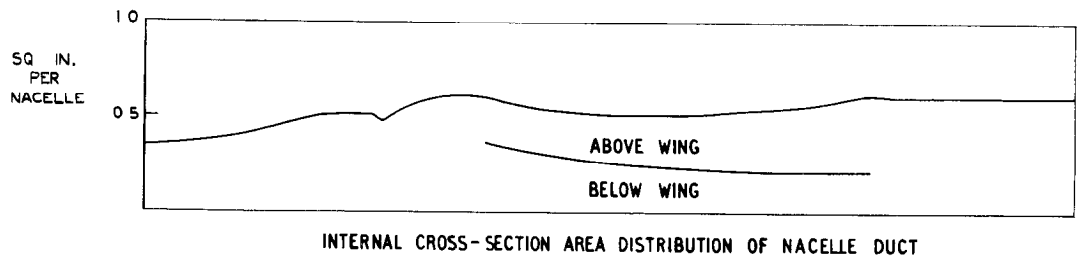 1 0
SQ IN.
PER
NACELLE
0 5
ABOVE WING
BELOW WING
INTERNAL CROSS-SECTION AREA DISTRIBUTION OF NACELLE DUCT